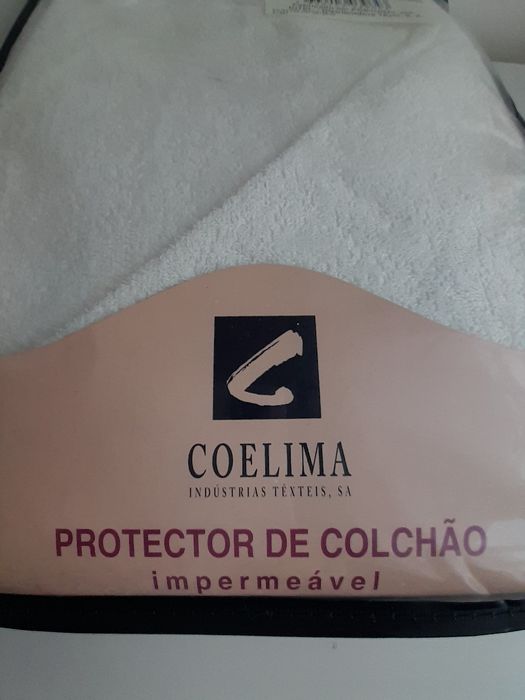 COELIMA
INDÚSTRIAS TÊXTEIS, SA
PROTECTOR DE COLCHÃO
impermeável